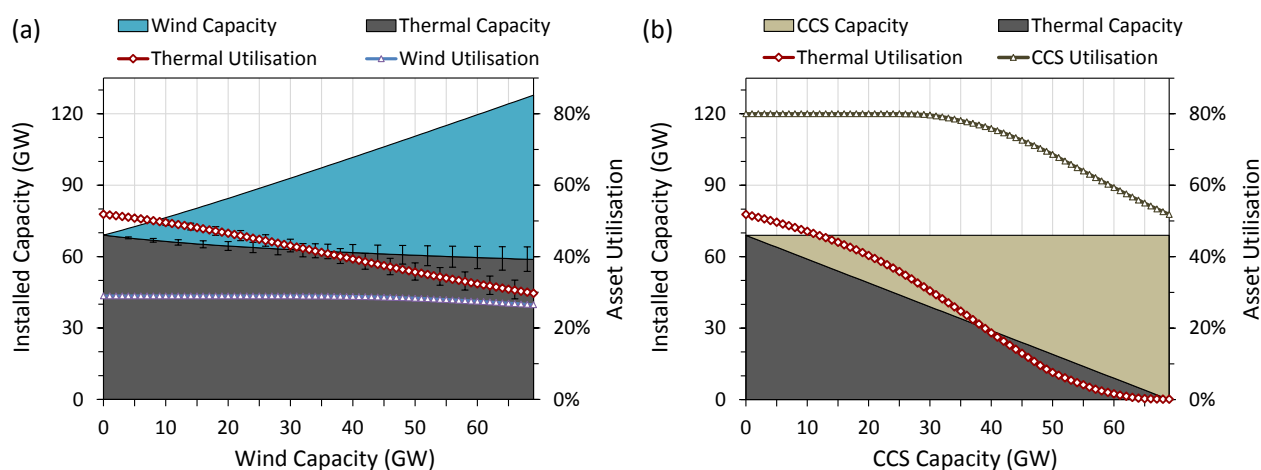 (a)
Wind Capacity
Thermal Capacity
Thermal Utilisation
Wind Utilisation
Installed Capacity (GW)
120
90
60
30
0
80%
60%
40%
20%
0%
Asset Utilisation
0 10 20 30 40 50 60
Wind Capacity (GW)
(b)
CCS Capacity
Thermal Capacity
Thermal Utilisation
CCS Utilisation
Installed Capacity (GW)
120
90
60
30
0
80%
60%
40%
20%
0%
Asset Utilisation
0 10 20 30 40 50 60
CCS Capacity (GW)